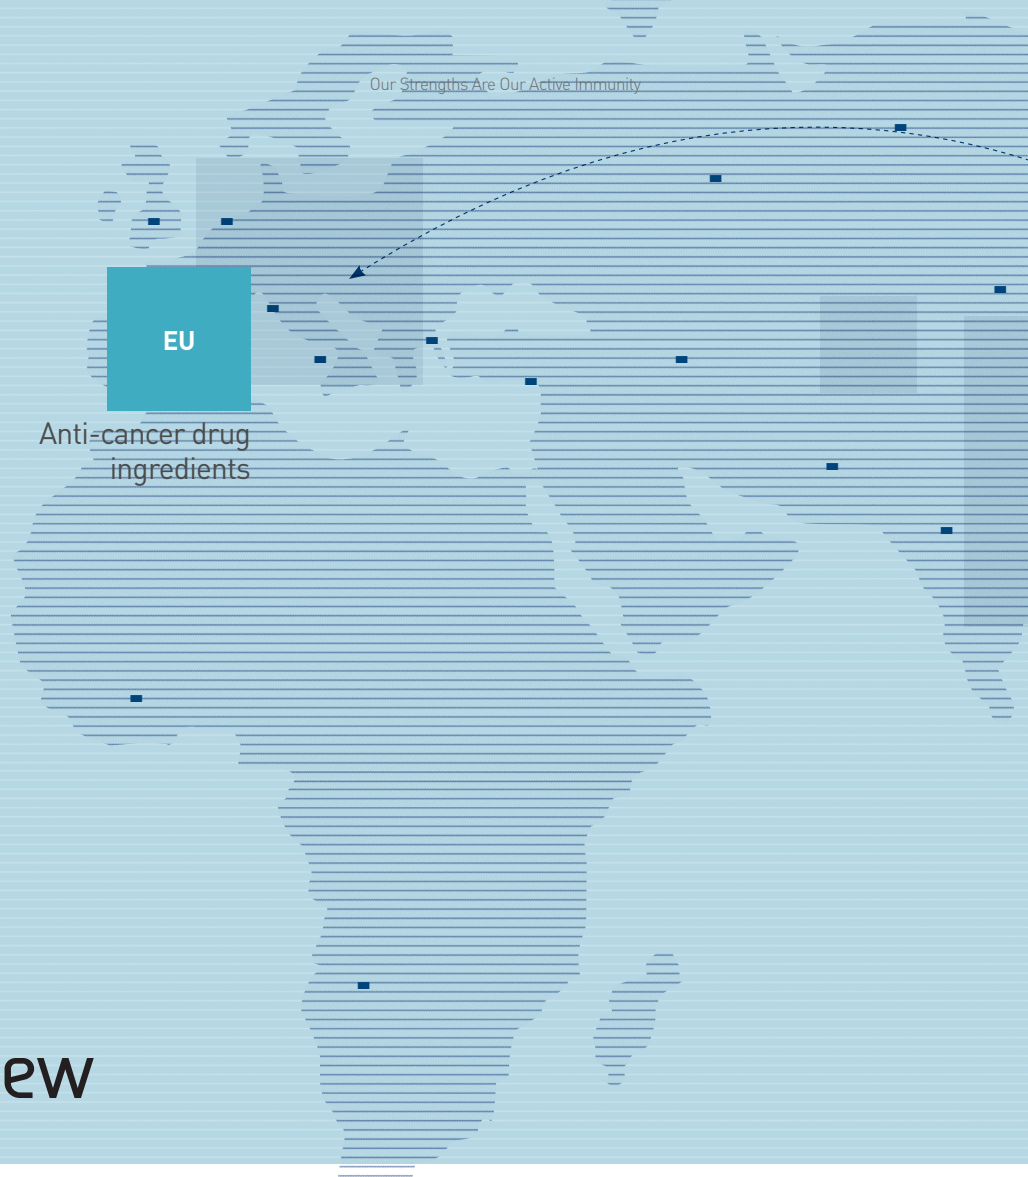 Our Strengths Are Our Active Immunity
EU
Anti-cancer drug
ingredients
ew